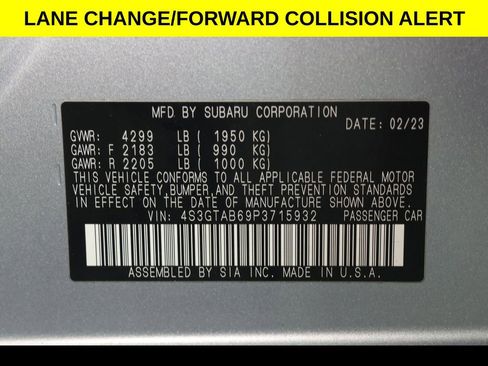 LANE CHANGE/FORWARD COLLISION ALERT
MFD BY SUBARU CORPORATION
DATE: 02/23
GVWR: 4299 LB ( 1950 KG)
GAWR: F 2183 LB ( 990 KG)
GAWR: R 2205 LB ( 1000 KG)
THIS VEHICLE CONFORMS TO ALL APPLICABLE FEDERAL MOTOR
VEHICLE SAFETY,BUMPER,AND THEFT PREVENTION STANDARDS
IN EFFECT ON THE DATE OF MANUFACTURE SHOWN ABOVE.
VIN: 4S3GTAB69P3715932 PASSENGER CAR
ASSEMBLED BY SIA INC. MADE IN U.S.A.